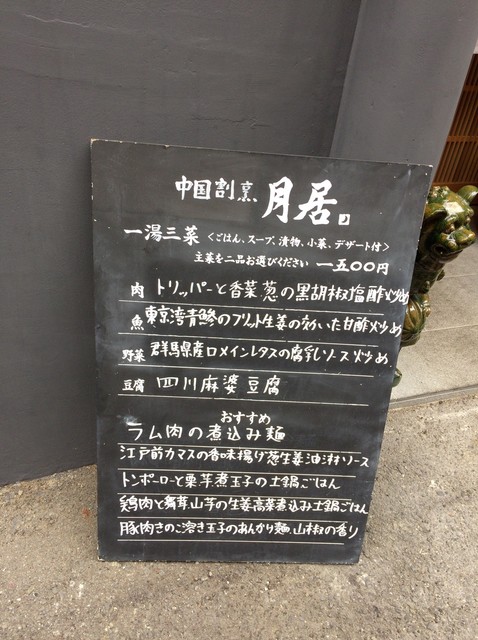 中国割烹 月居
一湯三菜 〈ごはん、スープ、漬物、小菜、デザート付〉
主菜を二品お選びください 一五〇〇円
肉 トリッパーと香菜葱の黒胡椒塩酢炒め
魚 東京湾青鯵のフリット生姜の効いた甘酢炒め
野菜 群馬県産ロメインレタスの腐乳ソース炒め
豆腐 四川麻婆豆腐
おすすめ
ラム肉の煮込み麺
江戸前カマスの香味揚げ葱生姜油淋ソース
トンポーローと栗芋煮玉子の土鍋ごはん
鶏肉と舞茸山芋の生姜高菜煮込み土鍋ごはん
豚肉きのこ溶き玉子のあんかけ麺、山椒の香り